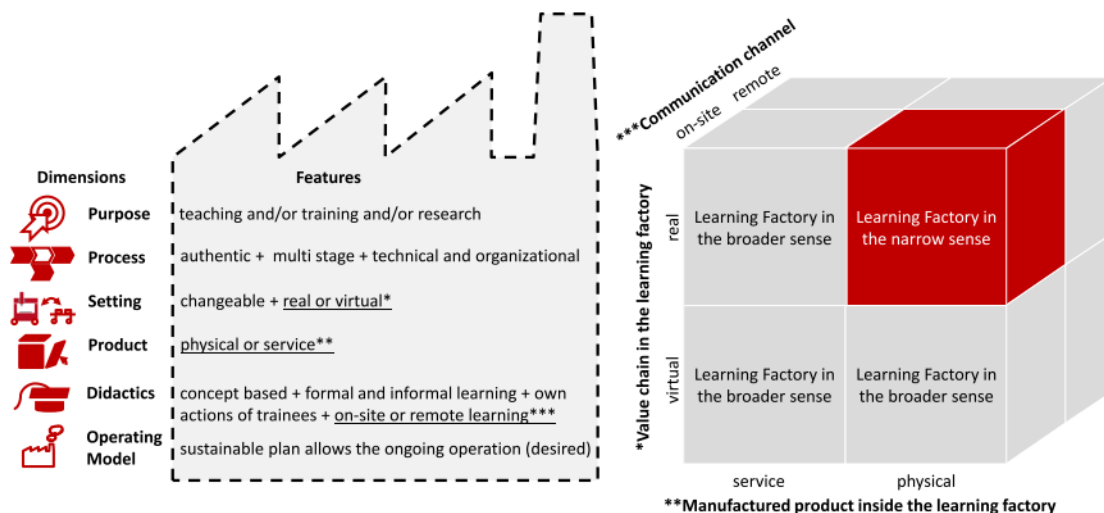 Dimensions
Features
Purpose
teaching and/or training and/or research
Process
authentic + multi stage + technical and organizational
Setting
changeable + real or virtual*
Product
physical or service**
Didactics
concept based + formal and informal learning + own
actions of trainees + on-site or remote learning***
Operating
Model
sustainable plan allows the ongoing operation (desired)
***Communication channel
on-site
remote
*Value chain in the learning factory
real
virtual
Learning Factory in
the broader sense
Learning Factory in
the narrow sense
Learning Factory in
the broader sense
Learning Factory in
the broader sense
service
physical
**Manufactured product inside the learning factory